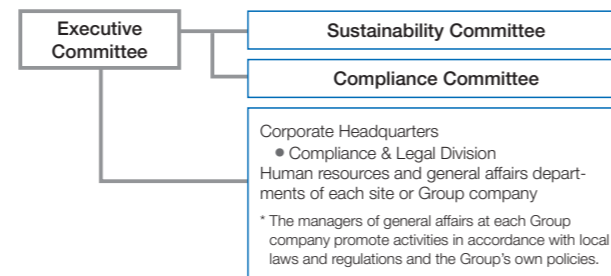 Executive
Committee
Sustainability Committee
Compliance Committee
Corporate Headquarters
● Compliance & Legal Division
Human resources and general affairs depart-
ments of each site or Group company
* The managers of general affairs at each Group
company promote activities in accordance with local
laws and regulations and the Group's own policies.